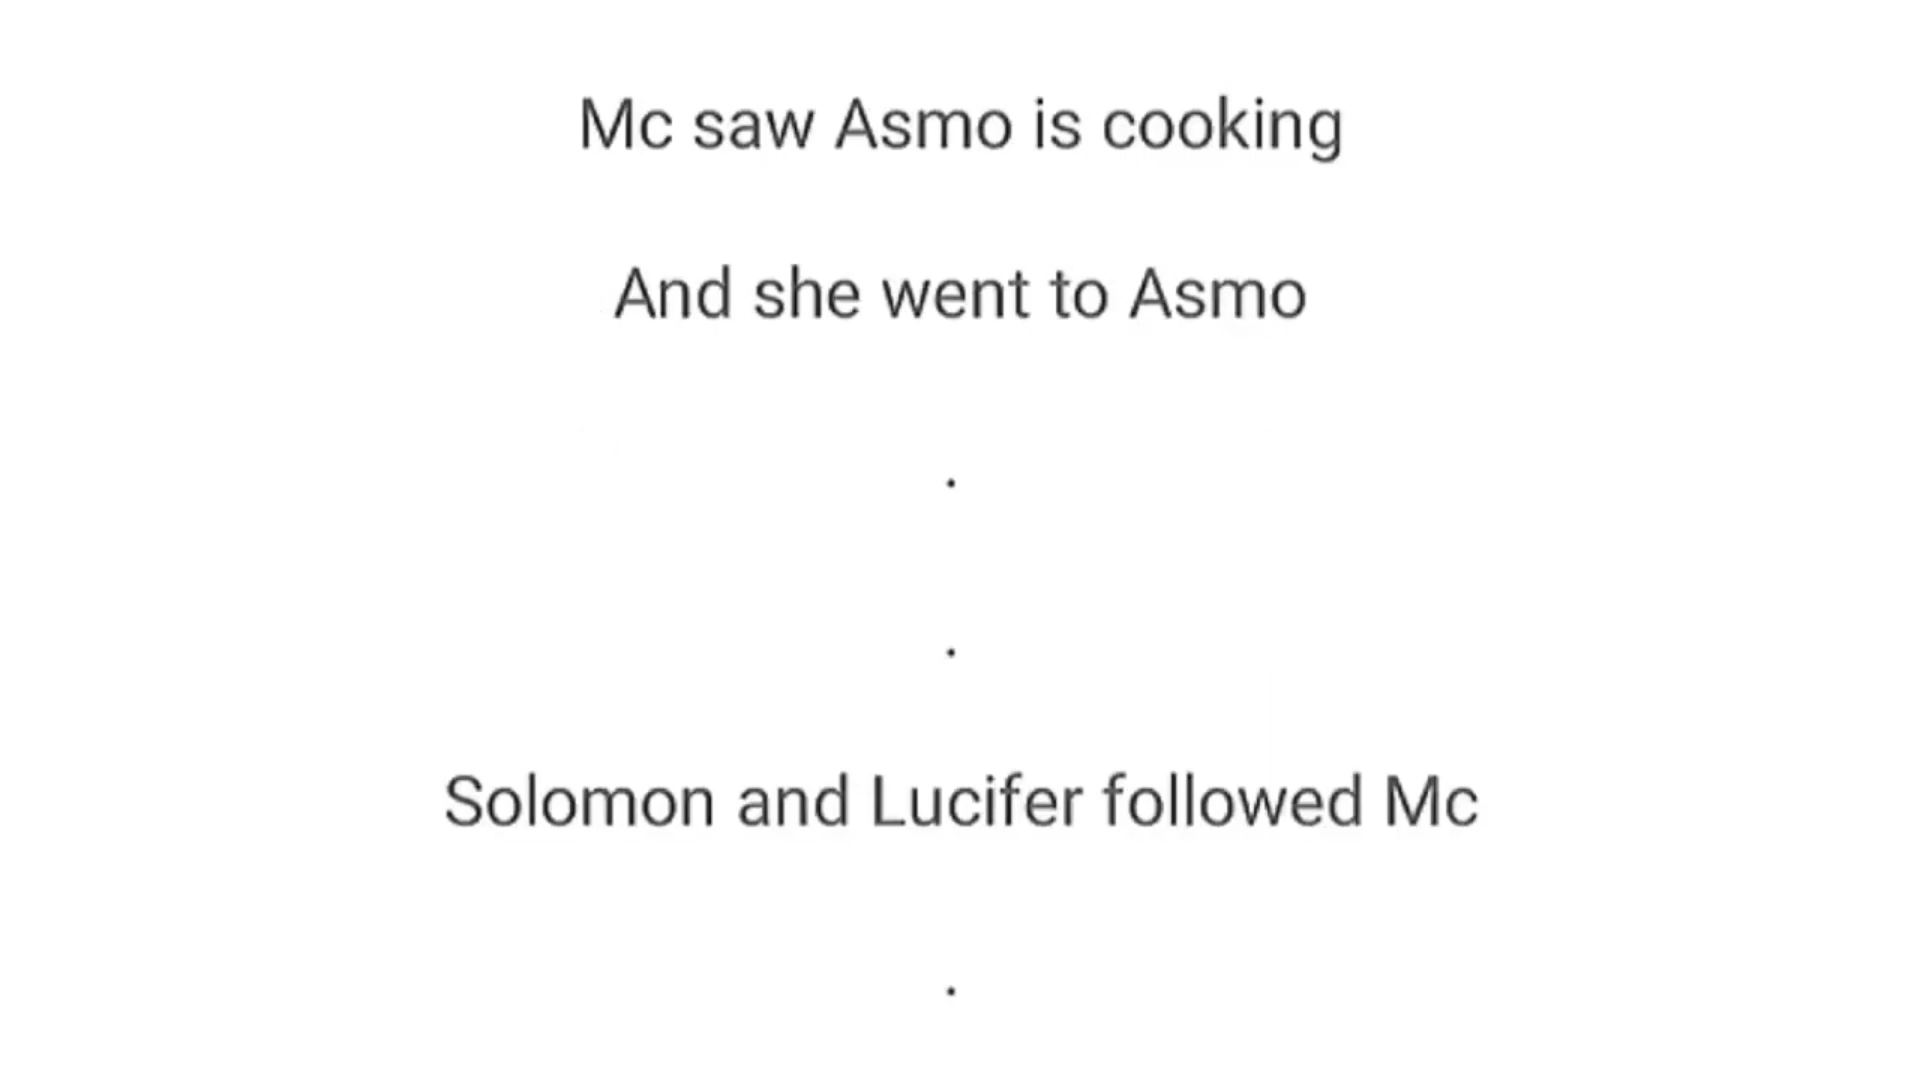 Mc saw Asmo is cooking
And she went to Asmo
.
.
Solomon and Lucifer followed Mc
.